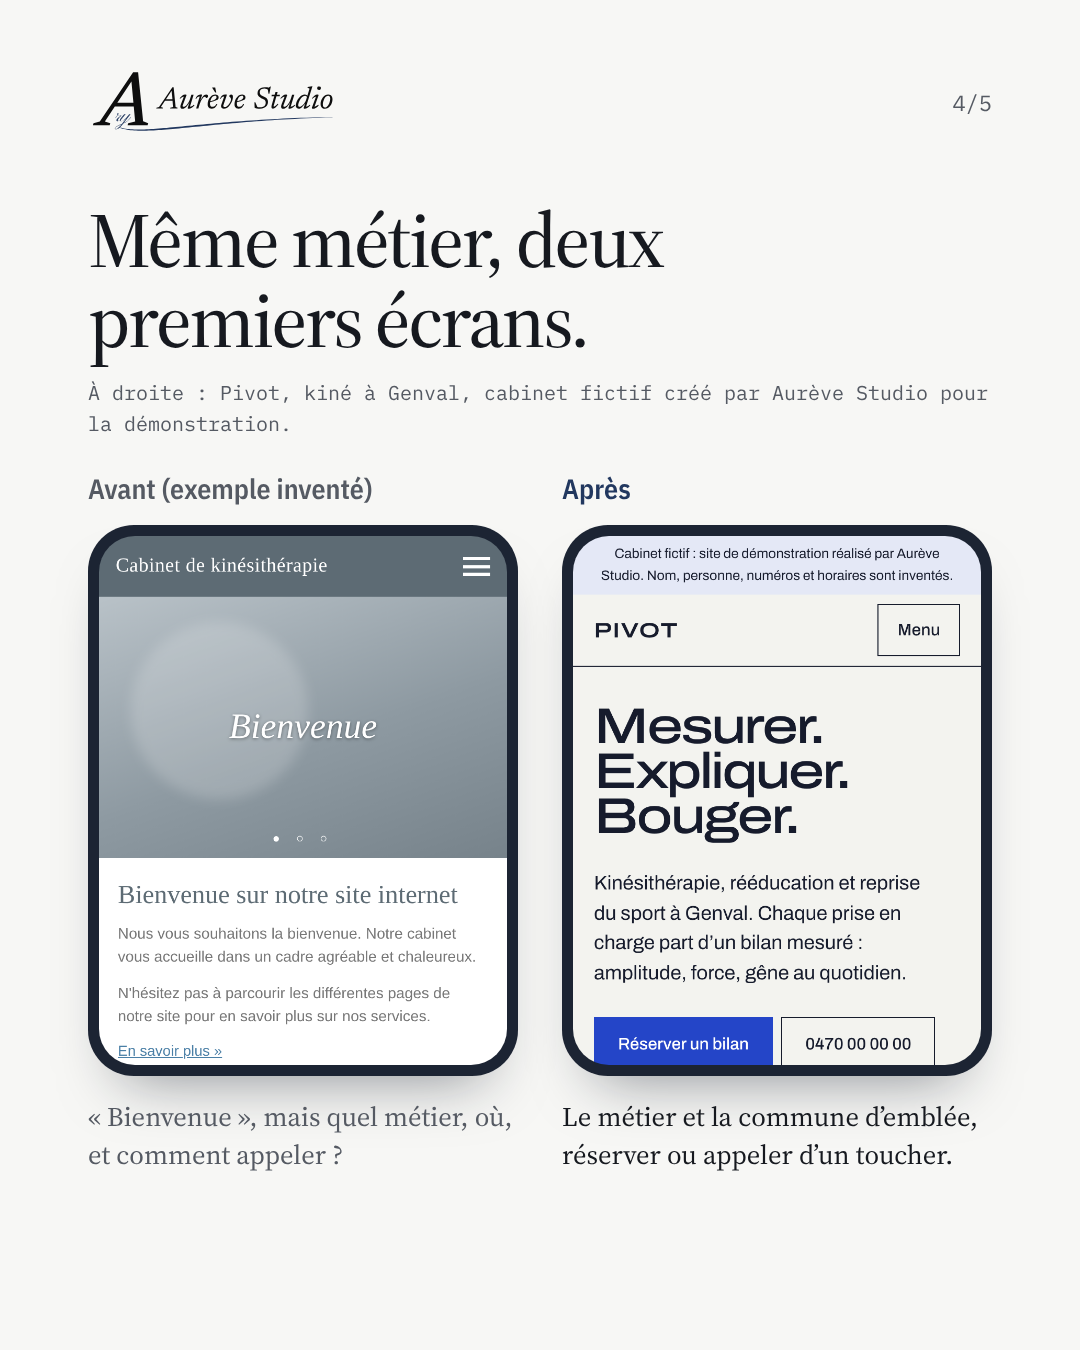 A
ay
Aurève Studio
4/5
Même métier, deux
premiers écrans.
À droite : Pivot, kiné à Genval, cabinet fictif créé par Aurève Studio pour
la démonstration.
Avant (exemple inventé)
Cabinet de kinésithérapie
Bienvenue
Bienvenue sur notre site internet
Nous vous souhaitons la bienvenue. Notre cabinet
vous accueille dans un cadre agréable et chaleureux.
N'hésitez pas à parcourir les différentes pages de
notre site pour en savoir plus sur nos services.
En savoir plus »
« Bienvenue », mais quel métier, où,
et comment appeler ?
Après
Cabinet fictif : site de démonstration réalisé par Aurève
Studio. Nom, personne, numéros et horaires sont inventés.
PIVOT
Menu
Mesurer.
Expliquer.
Bouger.
Kinésithérapie, rééducation et reprise
du sport à Genval. Chaque prise en
charge part d’un bilan mesuré :
amplitude, force, gêne au quotidien.
Réserver un bilan
0470 00 00 00
Le métier et la commune d’emblée,
réserver ou appeler d’un toucher.